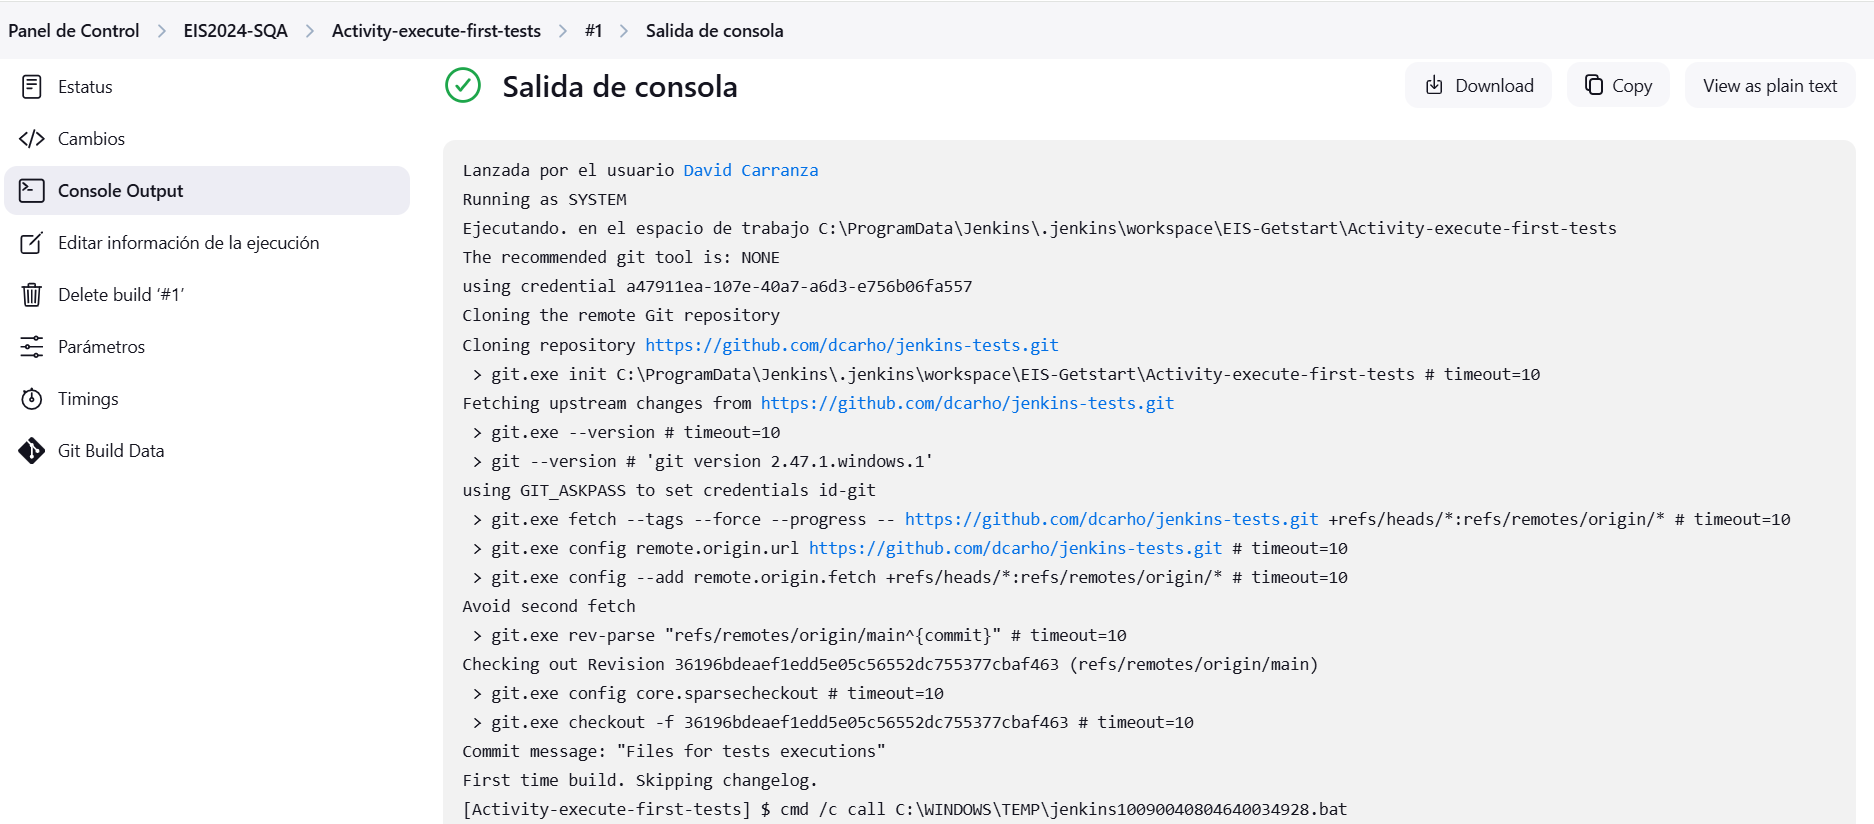 Panel de Control > EIS2024-SQA > Activity-execute-first-tests > #1 > Salida de consola
Estatus
Cambios
Console Output
Editar información de la ejecución
Delete build ‘#1’
Parámetros
Timings
Git Build Data
Salida de consola
Download
Copy
View as plain text
Lanzada por el usuario David Carranza
Running as SYSTEM
Ejecutando. en el espacio de trabajo C:\ProgramData\Jenkins\.jenkins\workspace\EIS-Getstart\Activity-execute-first-tests
The recommended git tool is: NONE
using credential a47911ea-107e-40a7-a6d3-e756b06fa557
Cloning the remote Git repository
Cloning repository https://github.com/dcarho/jenkins-tests.git
 > git.exe init C:\ProgramData\Jenkins\.jenkins\workspace\EIS-Getstart\Activity-execute-first-tests # timeout=10
Fetching upstream changes from https://github.com/dcarho/jenkins-tests.git
 > git.exe --version # timeout=10
 > git --version # 'git version 2.47.1.windows.1'
using GIT_ASKPASS to set credentials id-git
 > git.exe fetch --tags --force --progress -- https://github.com/dcarho/jenkins-tests.git +refs/heads/*:refs/remotes/origin/* # timeout=10
 > git.exe config remote.origin.url https://github.com/dcarho/jenkins-tests.git # timeout=10
 > git.exe config --add remote.origin.fetch +refs/heads/*:refs/remotes/origin/* # timeout=10
Avoid second fetch
 > git.exe rev-parse "refs/remotes/origin/main^{commit}" # timeout=10
Checking out Revision 36196bdeaef1edd5e05c56552dc755377cbaf463 (refs/remotes/origin/main)
 > git.exe config core.sparsecheckout # timeout=10
 > git.exe checkout -f 36196bdeaef1edd5e05c56552dc755377cbaf463 # timeout=10
Commit message: "Files for tests executions"
First time build. Skipping changelog.
[Activity-execute-first-tests] $ cmd /c call C:\WINDOWS\TEMP\jenkins10090040804640034928.bat